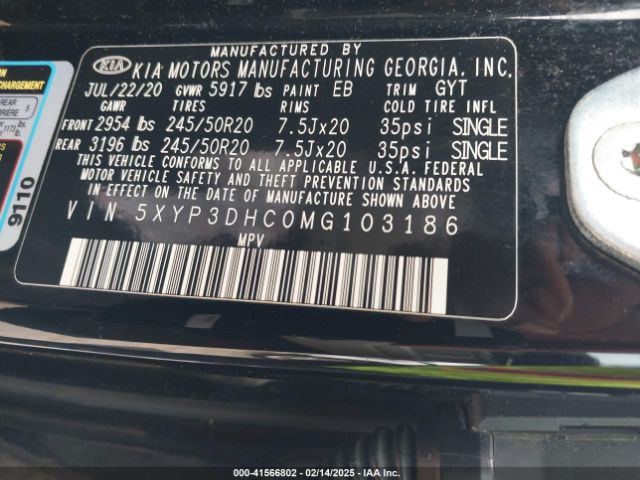 MANUFACTURED BY
KIA KIA MOTORS MANUFACTURING GEORGIA, INC.
JUL/22/20 GVWR 5917 lbs PAINT EB TRIM GYT
GAWR TIRES RIMS COLD TIRE INFL
FRONT 2954 lbs 245/50R20 7.5Jx20 35psi SINGLE
REAR 3196 lbs 245/50R20 7.5Jx20 35psi SINGLE
THIS VEHICLE CONFORMS TO ALL APPLICABLE U.S.A. FEDERAL
MOTOR VEHICLE SAFETY AND THEFT PREVENTION STANDARDS
IN EFFECT ON THE DATE OF MANUFACTURE SHOWN ABOVE
VIN 5XYP3DHC0MG103186
MPV
CHARGEMENT
REAR 5
9110
000-41566802 - 02/14/2025 - IAA Inc.